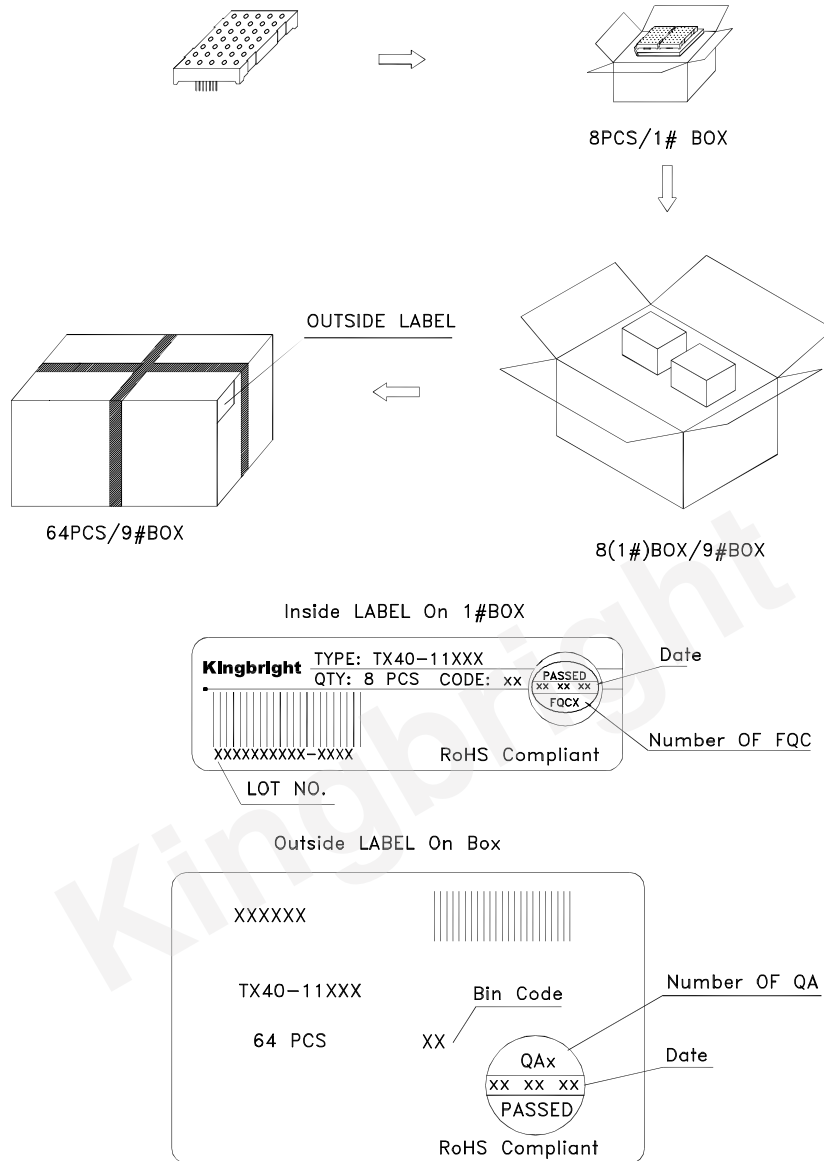 8PCS/1# BOX
OUTSIDE LABEL
64PCS/9#BOX
8(1#)BOX/9#BOX
Inside LABEL On 1#BOX
Kingbright
TYPE: TX40-11XXX
QTY: 8 PCS CODE: XX
PASSED
XX XX XX
FQCX
Date
Number OF FQC
XXXXXXXXXX-XXXX
RoHS Compliant
LOT NO.
Outside LABEL On Box
XXXXXX
TX40-11XXX
Bin Code
Number OF QA
64 PCS
XX
QAx
Date
XX XX XX
PASSED
RoHS Compliant
Kingbright